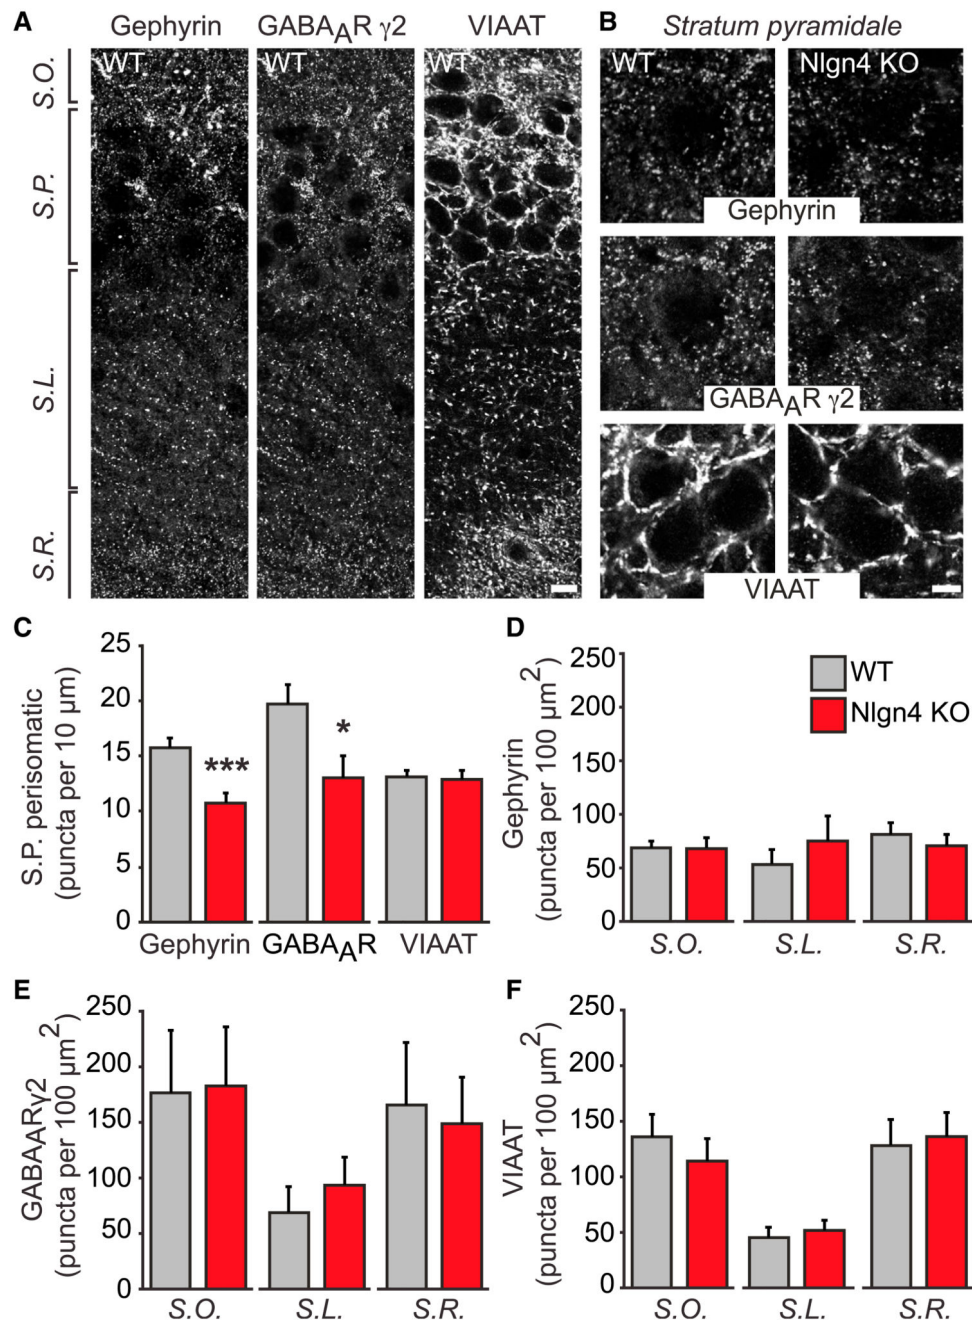 A
Gephyrin
GABAAR γ2
VIAAT
S.O.
S.P.
S.L.
S.R.
WT
WT
WT
B
Stratum pyramidale
WT
Nlgn4 KO
Gephyrin
GABAAR γ2
VIAAT
C
S.P. perisomatic
(puncta per 10 µm)
25
20
15
10
5
0
***
*
Gephyrin
GABAAR
VIAAT
D
Gephyrin
(puncta per 100 µm2)
250
200
150
100
50
0
WT
Nlgn4 KO
S.O.
S.L.
S.R.
E
GABAARγ2
(puncta per 100 µm2)
250
200
150
100
50
0
S.O.
S.L.
S.R.
F
VIAAT
(puncta per 100 µm2)
250
200
150
100
50
0
S.O.
S.L.
S.R.